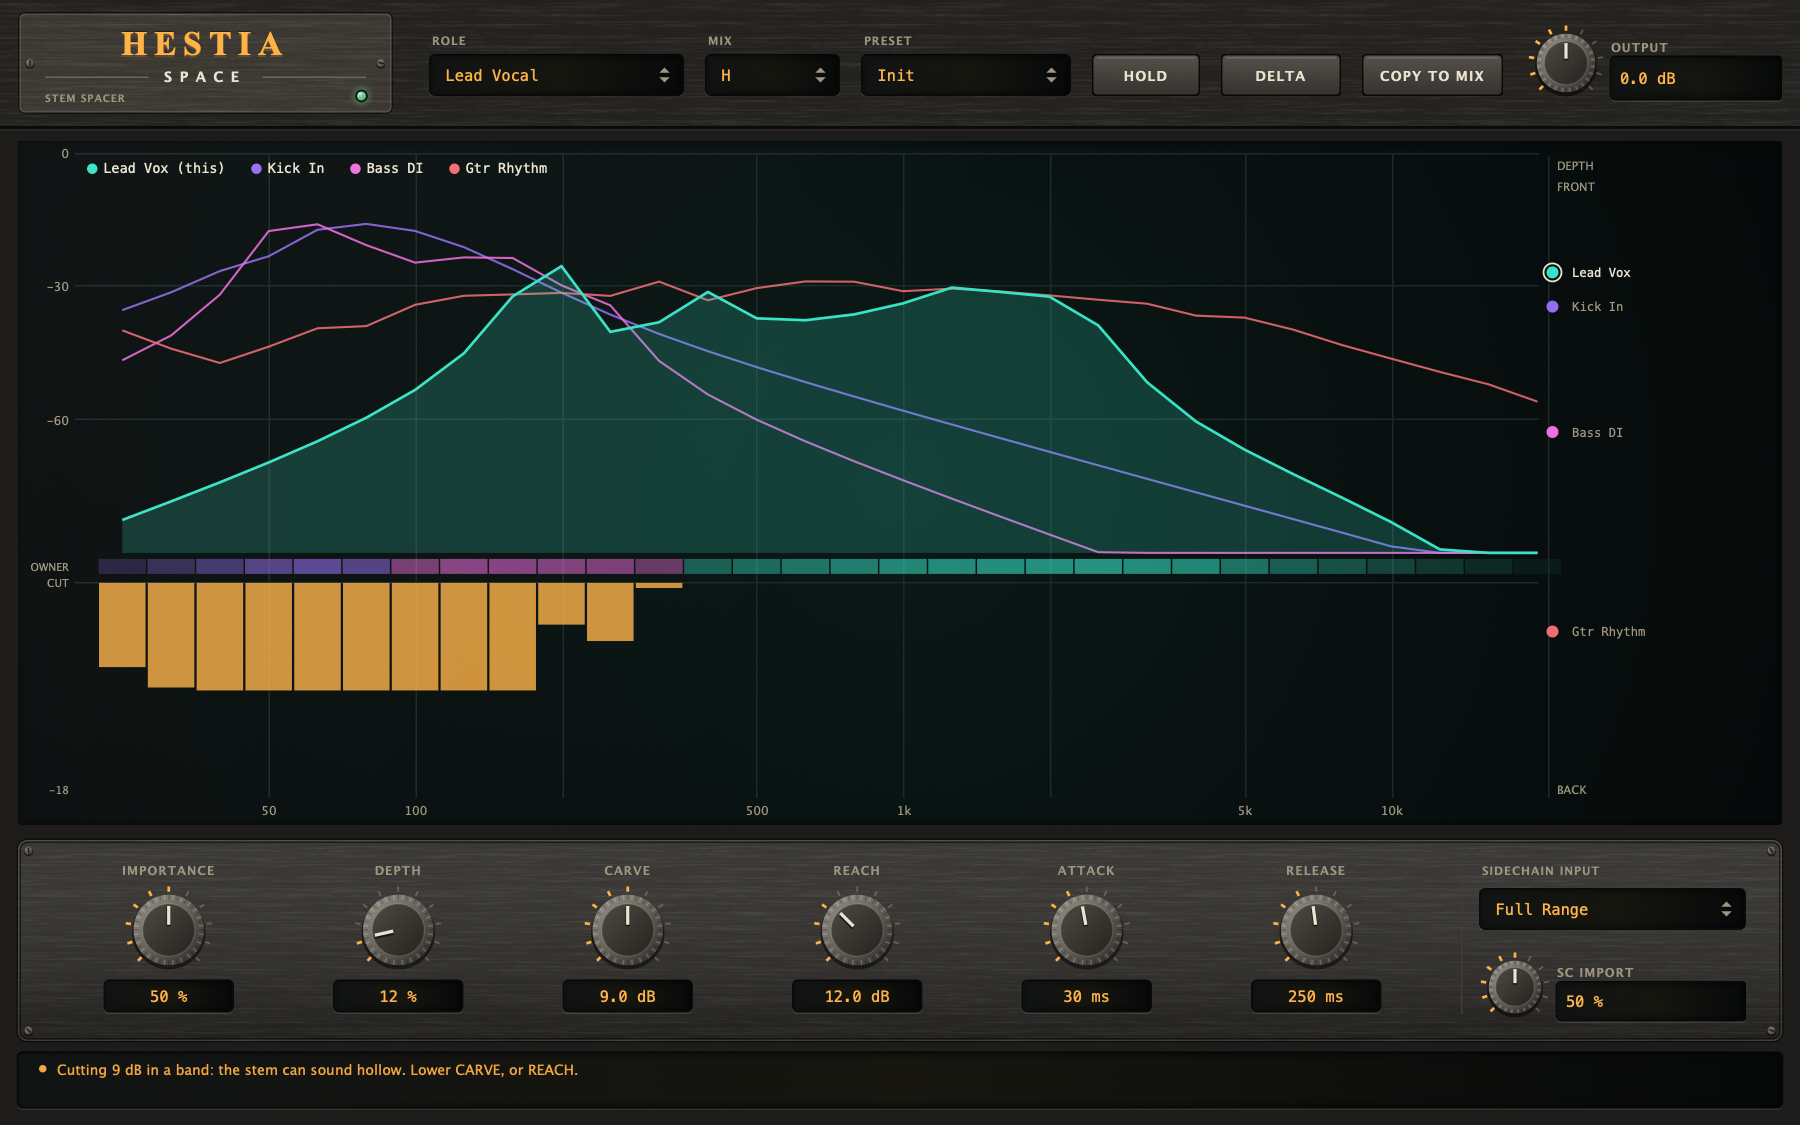 HESTIA
SPACE
STEM SPACER
ROLE
Lead Vocal
MIX
H
PRESET
Init
HOLD
DELTA
COPY TO MIX
OUTPUT
0.0 dB
0
Lead Vox (this) Kick In Bass DI Gtr Rhythm
DEPTH
FRONT
Lead Vox
-30
Kick In
-60
Bass DI
OWNER
CUT
Gtr Rhythm
-18
BACK
50 100 500 1k 5k 10k
IMPORTANCE
50 %
DEPTH
12 %
CARVE
9.0 dB
REACH
12.0 dB
ATTACK
30 ms
RELEASE
250 ms
SIDECHAIN INPUT
Full Range
SC IMPORT
50 %
Cutting 9 dB in a band: the stem can sound hollow. Lower CARVE, or REACH.